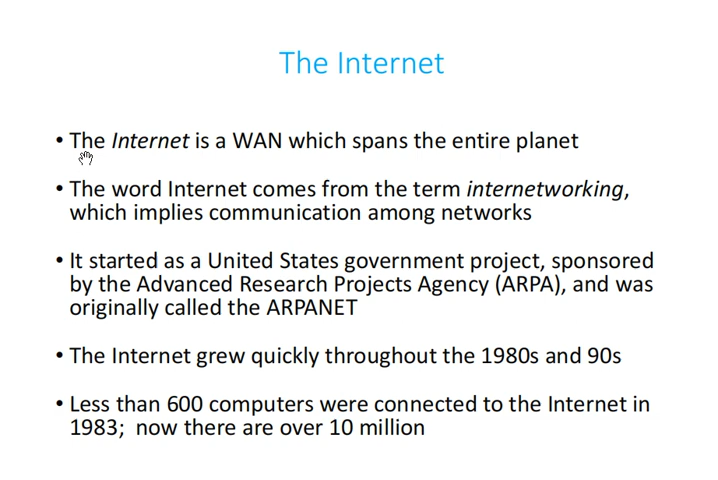 The Internet
• The Internet is a WAN which spans the entire planet
• The word Internet comes from the term internetworking,
which implies communication among networks
• It started as a United States government project, sponsored
by the Advanced Research Projects Agency (ARPA), and was
originally called the ARPANET
• The Internet grew quickly throughout the 1980s and 90s
• Less than 600 computers were connected to the Internet in
1983;  now there are over 10 million